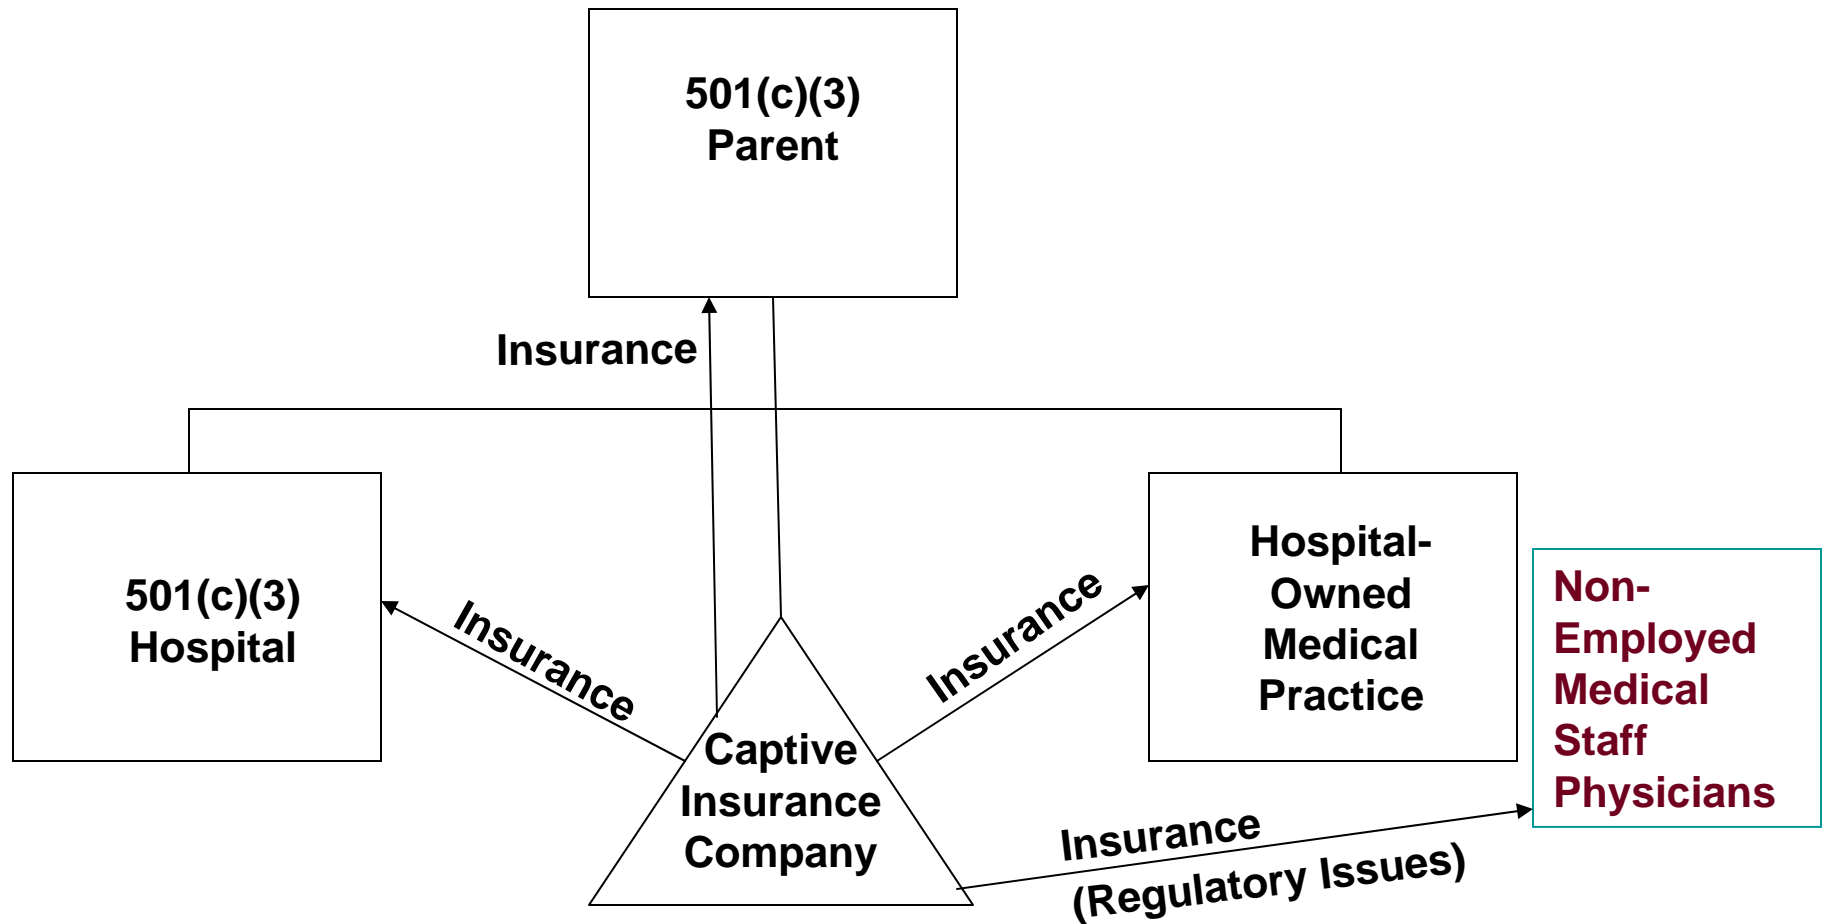 501(c)(3)
Parent
Insurance
501(c)(3)
Hospital
Insurance
Insurance
Hospital-
Owned
Medical
Practice
Non-
Employed
Medical
Staff
Physicians
Captive
Insurance
Company
Insurance
(Regulatory Issues)